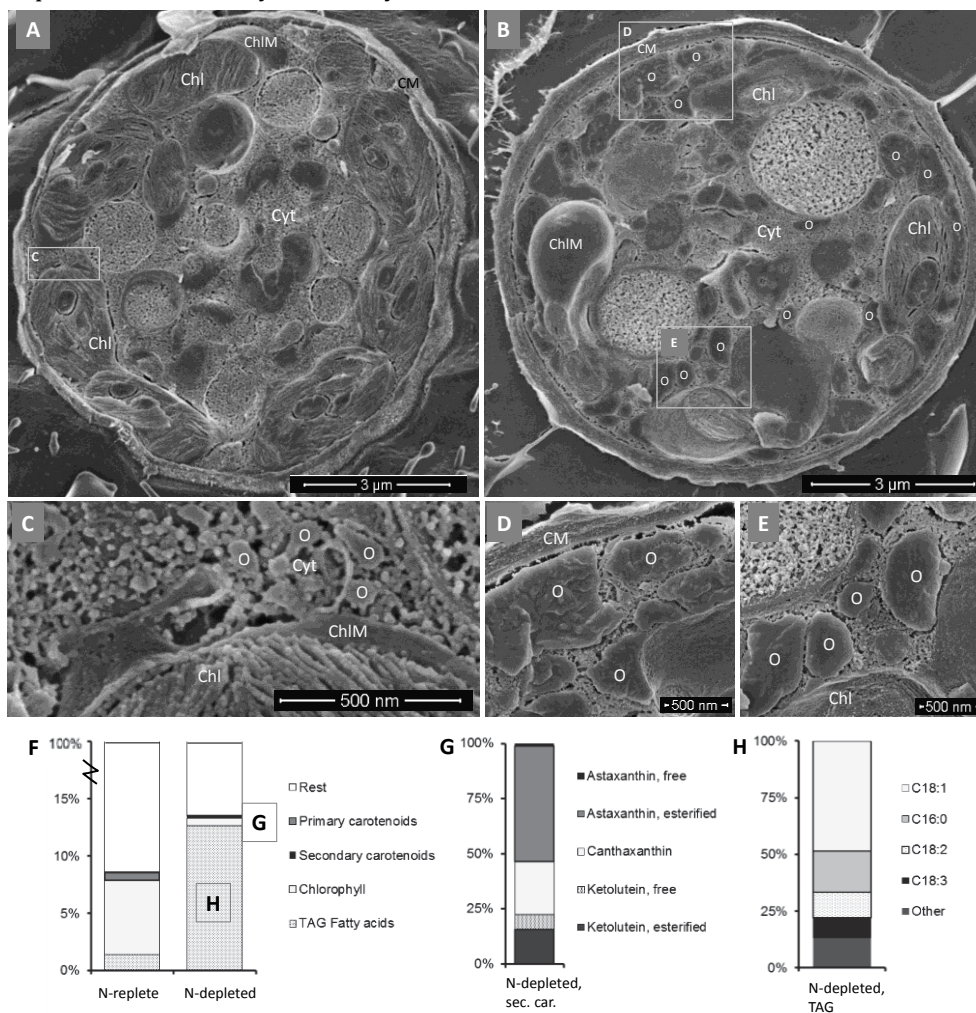 A
ChlM
Chl
CM
Cyt
C
Chl
3 µm
B
D
CM
O
O
O
Chl
O
O
Cyt
O
Chl
O
ChlM
O
O
E
O
O
O
3 µm
C
O
O
O
Cyt
O
ChlM
Chl
500 nm
D
CM
O
O
O
500 nm
E
O
O
O
O
Chl
500 nm
F
100%
15%
10%
5%
0%
G
H
N-replete
N-depleted
Rest
Primary carotenoids
Secondary carotenoids
Chlorophyll
TAG Fatty acids
G
100%
75%
50%
25%
0%
N-depleted,
sec. car.
Astaxanthin, free
Astaxanthin, esterified
Canthaxanthin
Ketolutein, free
Ketolutein, esterified
H
100%
75%
50%
25%
0%
N-depleted,
TAG
C18:1
C16:0
C18:2
C18:3
Other